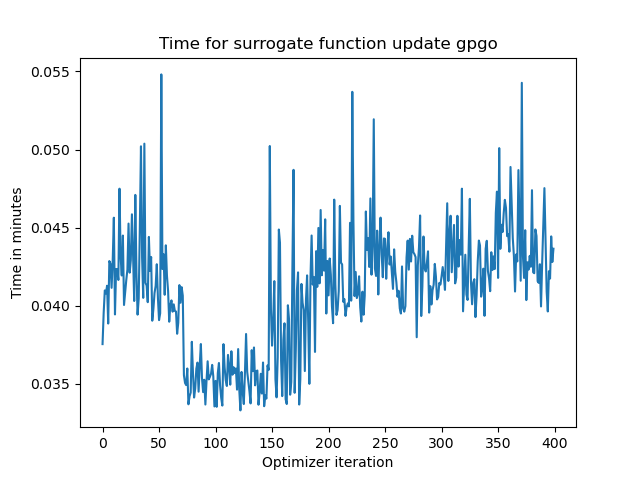 Time for surrogate function update gpgo
0.055
0.050
0.045
0.040
0.035
Time in minutes
0 50 100 150 200 250 300 350 400
Optimizer iteration